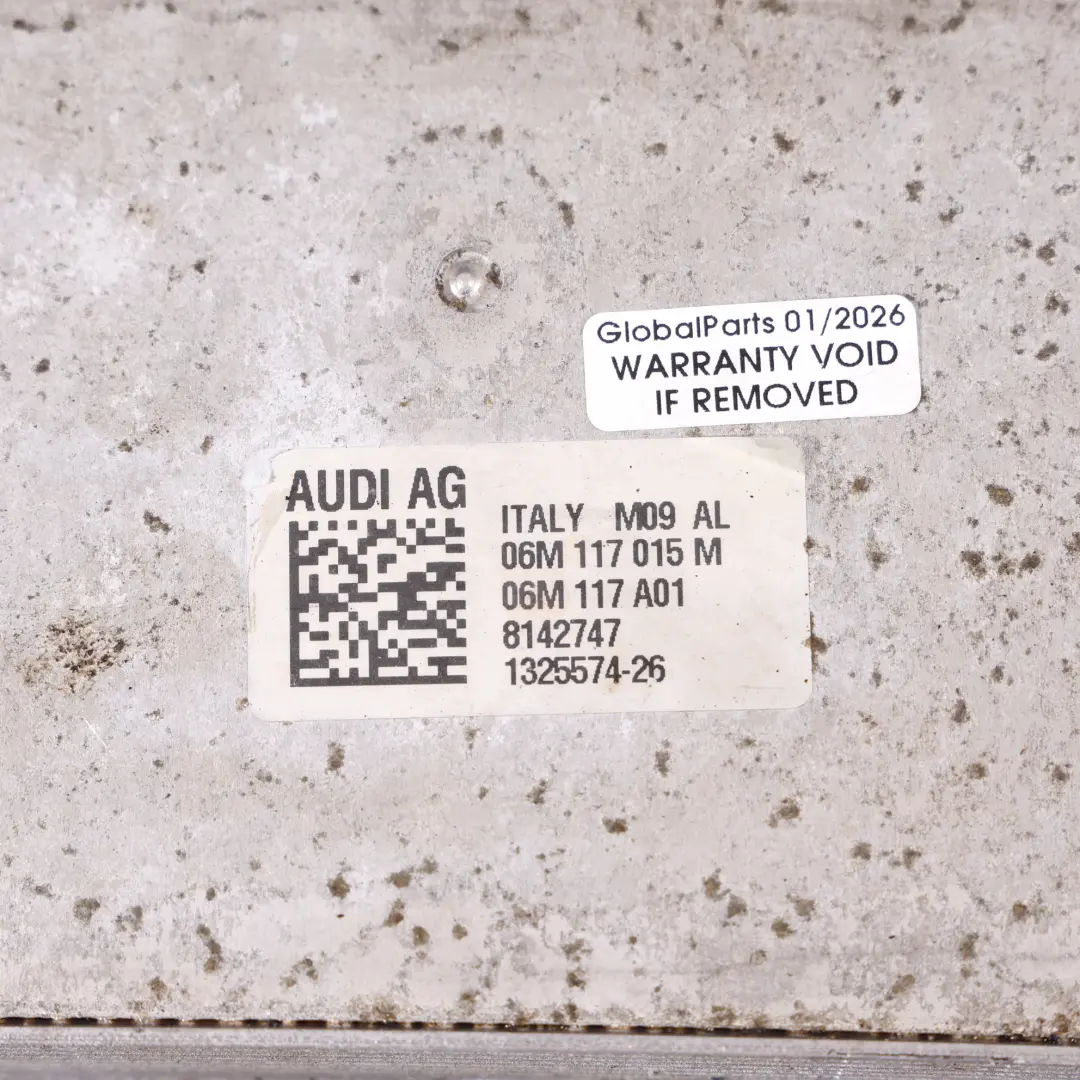 GlobalParts 01/2026
WARRANTY VOID
IF REMOVED
AUDI AG
ITALY M09 AL
06M 117 015 M
06M 117 A01
8142747
1325574-26